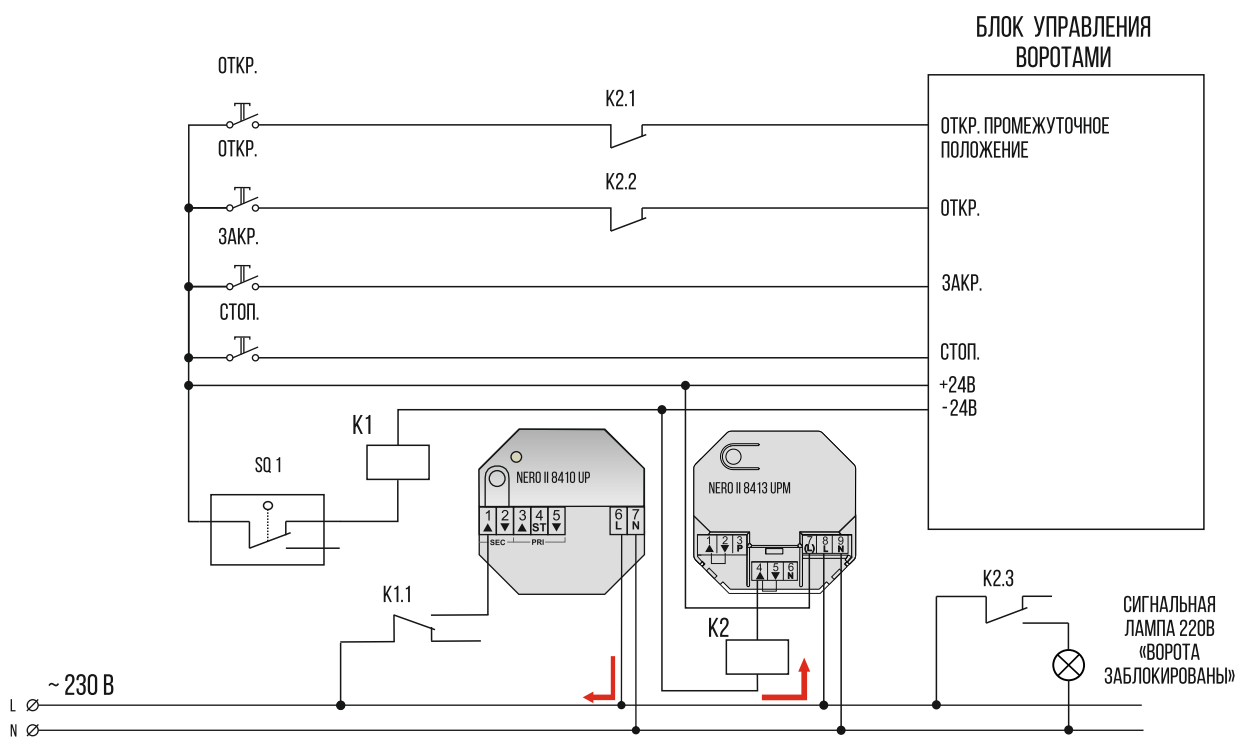 БЛОК УПРАВЛЕНИЯ
ВОРОТАМИ
ОТКР.
K2.1
ОТКР. ПРОМЕЖУТОЧНОЕ
ПОЛОЖЕНИЕ
ОТКР.
K2.2
ОТКР.
ЗАКР.
ЗАКР.
СТОП.
СТОП.
+24В
-24В
K1
SQ 1
NERO II 8410 UP
1 2 3 4 5 6 7
ST L N
SEC PRI
NERO II 8413 UPM
1 2 3 7 8 9
P (L) L N
4 5 6
N
K1.1
K2
K2.3
СИГНАЛЬНАЯ
ЛАМПА 220В
«ВОРОТА
ЗАБЛОКИРОВАНЫ»
~ 230 В
L
N